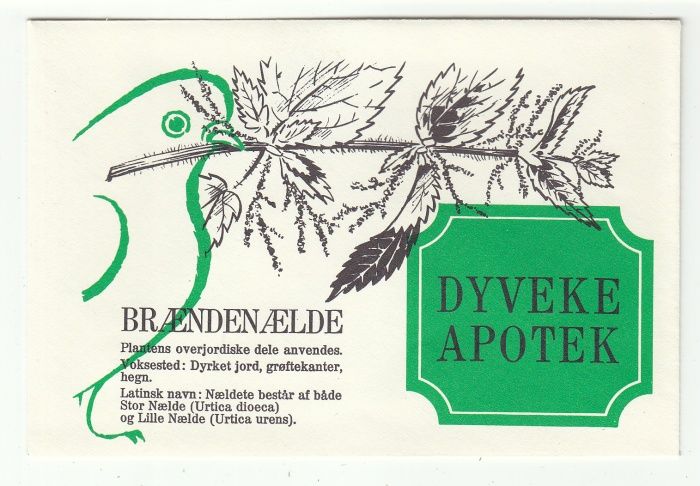 BRÆNDENÆLDE
Plantens overjordiske dele anvendes.
Voksested: Dyrket jord, grøftekanter,
hegn.
Latinsk navn: Nældete består af både
Stor Nælde (Urtica dioeca)
og Lille Nælde (Urtica urens).
DYVEKE
APOTEK